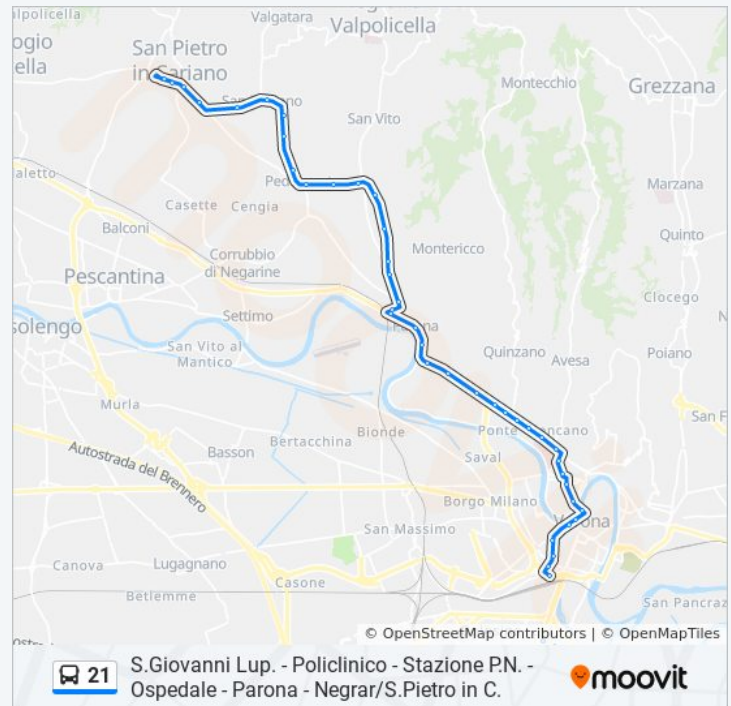 Valgatara
Valpolicella
San Pietro
in Cariano
Montecchio
Grezzana
San Vito
Marzana
Casette
Cengia
Balconi
Quinto
Montericco
Corrubbio
di Negarine
Pescantina
Clocego
Settimo
San Vito al
Mantico
Quinzano
Avesa
Poiano
Murla
Bertacchina
Bionde
Saval
Basson
Autostrada del Brennero
Borgo Milano
San Massimo
Lugagnano
Canova
Casone
Betlemme
San Pancraz
© OpenStreetMap contributors | © OpenMapTiles
21
S.Giovanni Lup. - Policlinico - Stazione P.N. -
Ospedale - Parona - Negrar/S.Pietro in C.
moovit